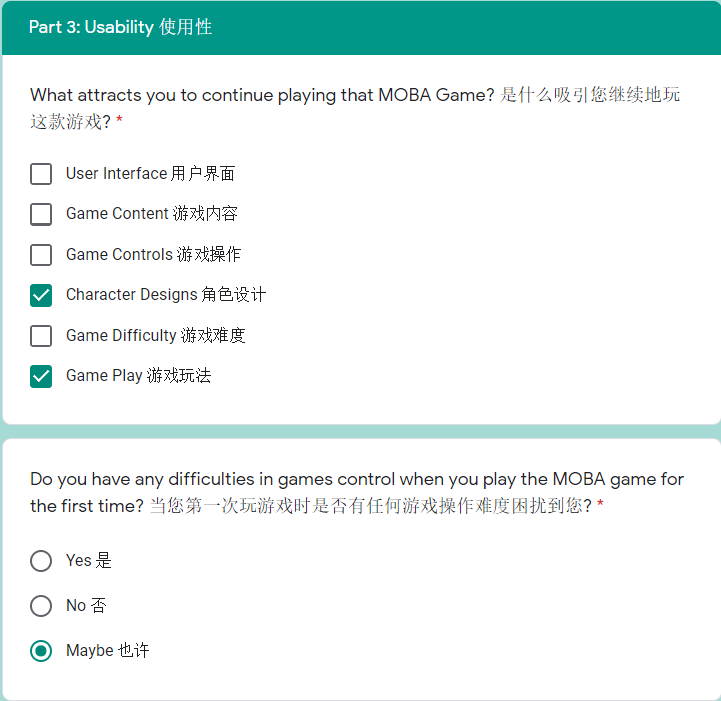 Part 3: Usability 使用性
What attracts you to continue playing that MOBA Game? 是什么吸引您继续地玩
这款游戏? *
User Interface 用户界面
Game Content 游戏内容
Game Controls 游戏操作
Character Designs 角色设计
Game Difficulty 游戏难度
Game Play 游戏玩法
Do you have any difficulties in games control when you play the MOBA game for
the first time? 当您第一次玩游戏时是否有任何游戏操作难度困扰到您? *
Yes 是
No 否
Maybe 也许